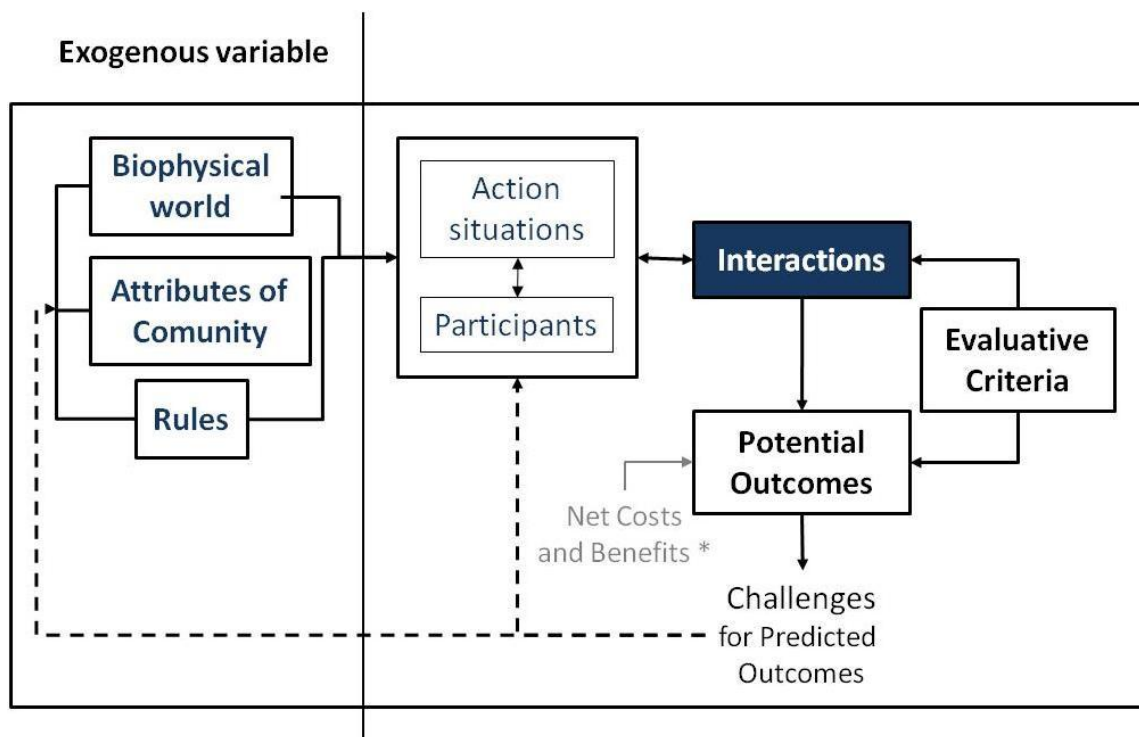 Exogenous variable
Biophysical
world
Attributes of
Comunity
Rules
Action
situations
Participants
Interactions
Evaluative
Criteria
Potential
Outcomes
Net Costs
and Benefits *
Challenges
for Predicted
Outcomes